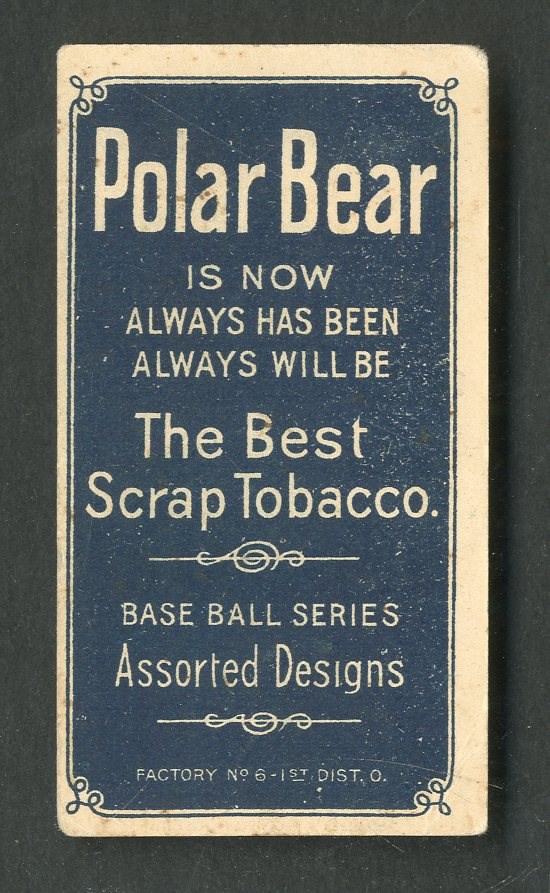 Polar Bear
IS NOW
ALWAYS HAS BEEN
ALWAYS WILL BE
The Best
Scrap Tobacco.
BASE BALL SERIES
Assorted Designs
FACTORY Nº 6-1ST. DIST. O.